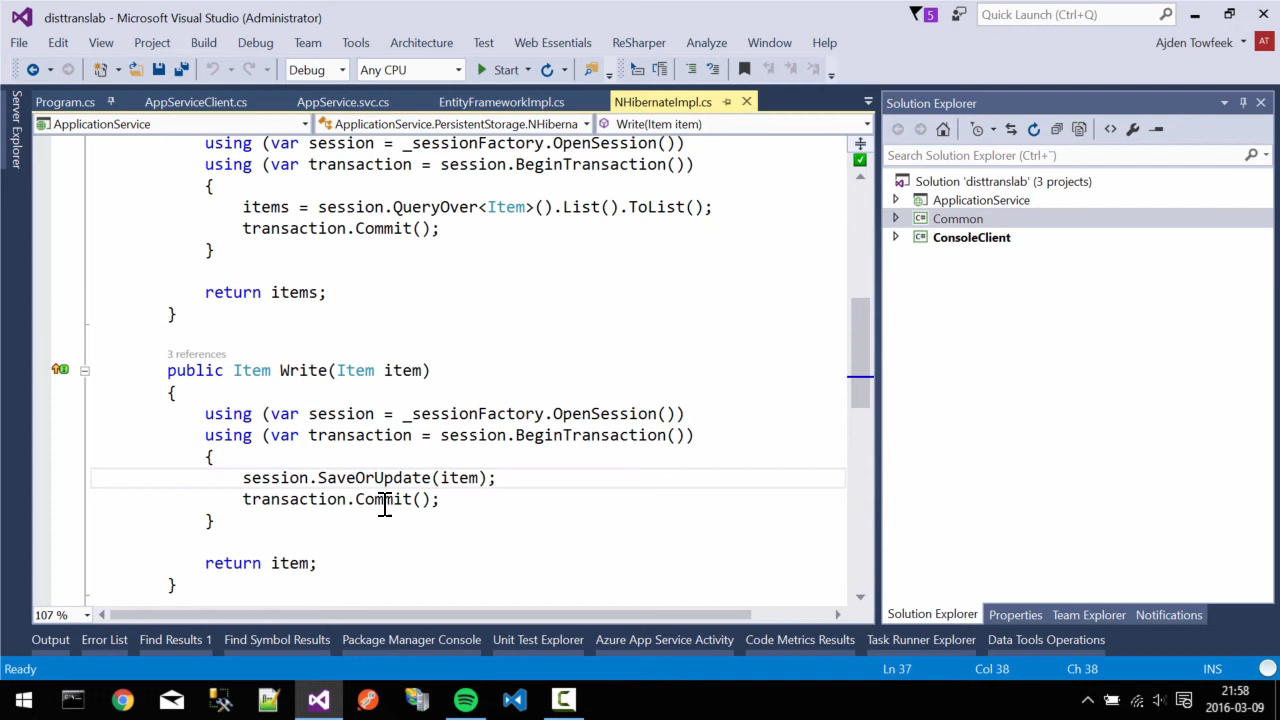 disttranslab - Microsoft Visual Studio (Administrator)
5
Quick Launch (Ctrl+Q)
File Edit View Project Build Debug Team Tools Architecture Test Web Essentials ReSharper Analyze Window Help
Ajden Towfeek
AT
Debug
Any CPU
Start
Server Explorer
Program.cs
AppServiceClient.cs
AppService.svc.cs
EntityFrameworkImpl.cs
NHibernateImpl.cs
ApplicationService
ApplicationService.PersistentStorage.NHiberna
Write(Item item)
using (var session = _sessionFactory.OpenSession())
using (var transaction = session.BeginTransaction())
{
items = session.QueryOver<Item>().List().ToList();
transaction.Commit();
}
return items;
}
3 references
public Item Write(Item item)
{
using (var session = _sessionFactory.OpenSession())
using (var transaction = session.BeginTransaction())
{
session.SaveOrUpdate(item);
transaction.Commit();
}
return item;
}
107 %
Solution Explorer
Search Solution Explorer (Ctrl+¨)
Solution 'disttranslab' (3 projects)
ApplicationService
C# Common
C# ConsoleClient
Solution Explorer Properties Team Explorer Notifications
Output Error List Find Results 1 Find Symbol Results Package Manager Console Unit Test Explorer Azure App Service Activity Code Metrics Results Task Runner Explorer Data Tools Operations
Ready
Ln 37
Col 38
Ch 38
INS
21:58
2016-03-09